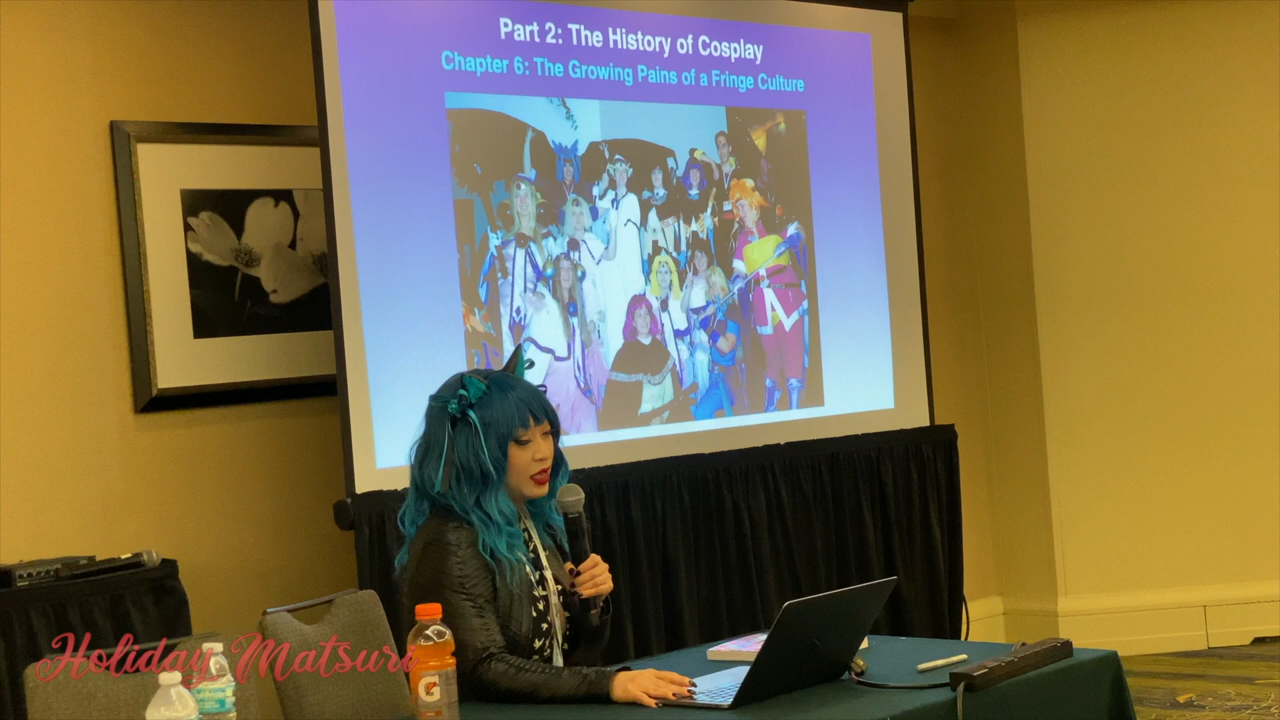 Part 2: The History of Cosplay
Chapter 6: The Growing Pains of a Fringe Culture
Holiday Matsuri
G